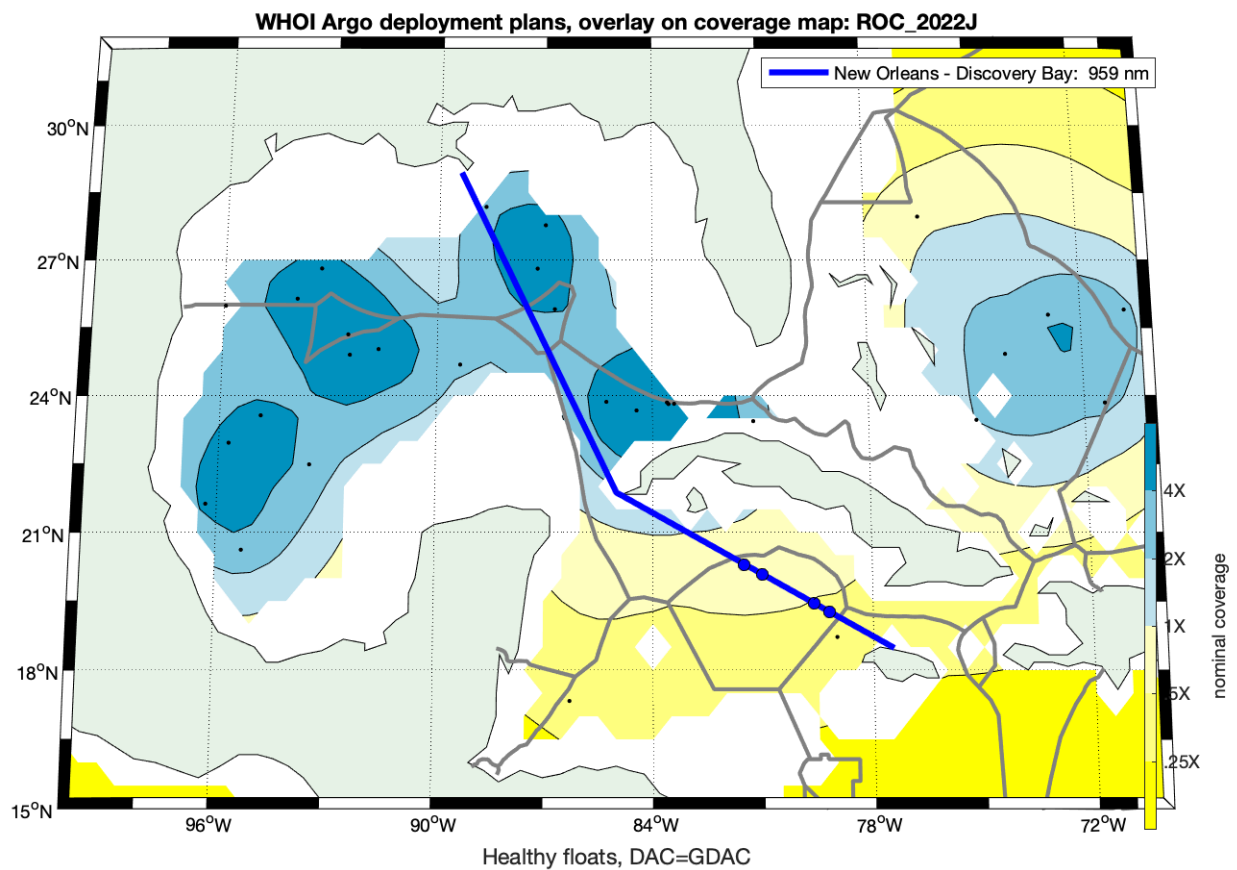 WHOI Argo deployment plans, overlay on coverage map: ROC_2022J
New Orleans - Discovery Bay: 959 nm
30°N
27°N
24°N
21°N
18°N
15°N
96°W
90°W
84°W
78°W
72°W
4X
2X
1X
.5X
.25X
nominal coverage
Healthy floats, DAC=GDAC